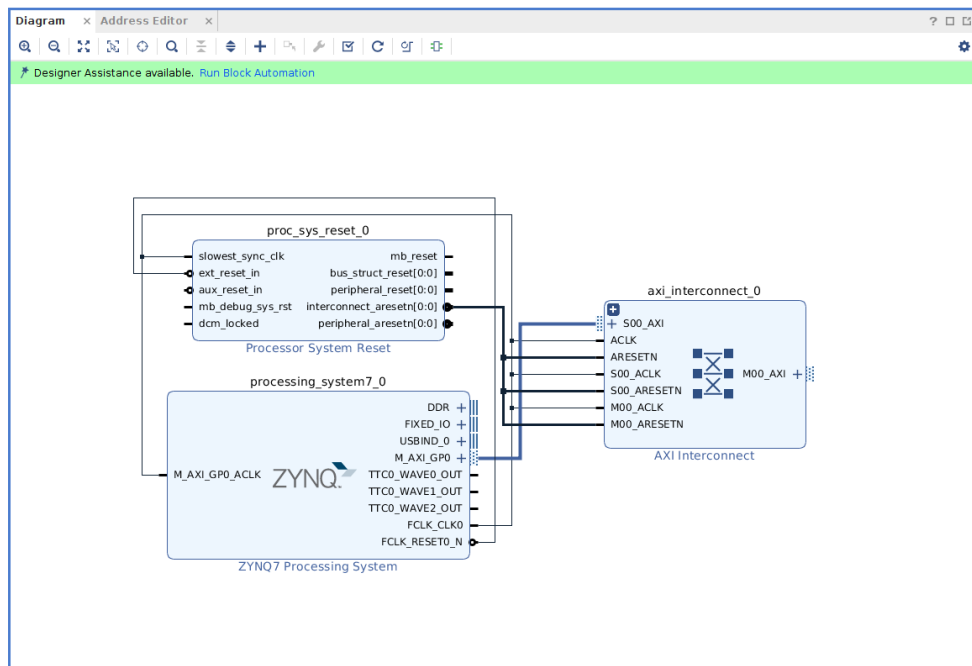 Diagram × Address Editor ×
? 
Designer Assistance available. Run Block Automation
proc_sys_reset_0
slowest_sync_clk mb_reset
ext_reset_in bus_struct_reset[0:0]
aux_reset_in peripheral_reset[0:0]
mb_debug_sys_rst interconnect_aresetn[0:0]
dcm_locked peripheral_aresetn[0:0]
Processor System Reset
axi_interconnect_0
S00_AXI
ACLK
ARESETN
S00_ACLK M00_AXI
S00_ARESETN
M00_ACLK
M00_ARESETN
AXI Interconnect
processing_system7_0
DDR
FIXED_IO
USBIND_0
M_AXI_GP0
M_AXI_GP0_ACLK ZYNQ. TTC0_WAVE0_OUT
TTC0_WAVE1_OUT
TTC0_WAVE2_OUT
FCLK_CLK0
FCLK_RESET0_N
ZYNQ7 Processing System